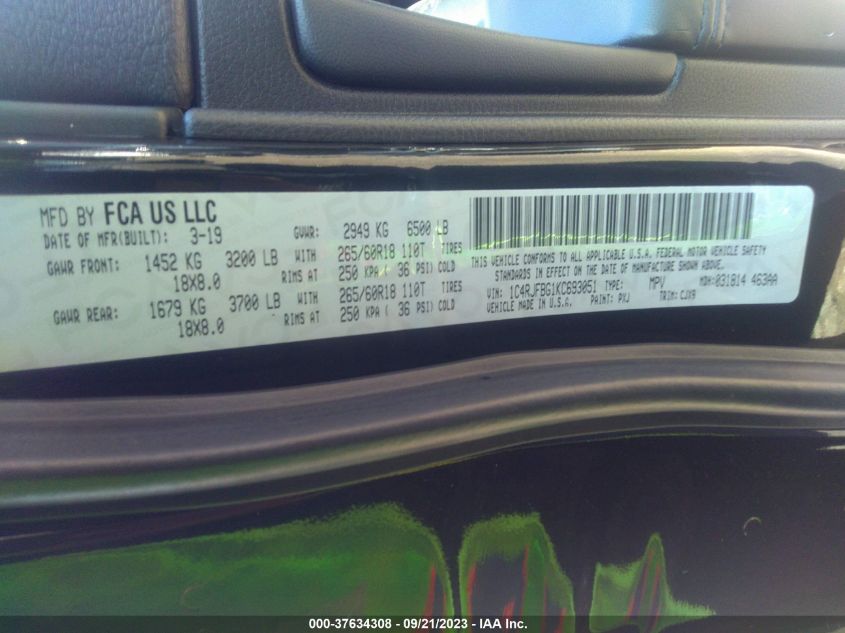 MFD BY FCA US LLC
DATE OF MFR(BUILT): 3-19
GVWR: 2949 KG 6500 LB
GAWR FRONT: 1452 KG 3200 LB WITH 265/60R18 110T TIRES
18X8.0 RIMS AT 250 KPA ( 36 PSI) COLD
GAWR REAR: 1679 KG 3700 LB WITH 265/60R18 110T TIRES
18X8.0 RIMS AT 250 KPA ( 36 PSI) COLD
THIS VEHICLE CONFORMS TO ALL APPLICABLE U.S.A. FEDERAL MOTOR VEHICLE SAFETY
STANDARDS IN EFFECT ON THE DATE OF MANUFACTURE SHOWN ABOVE.
VIN: 1C4RJFBG1KC693051 TYPE: MPV MDH:031814 463AA
VEHICLE MADE IN U.S.A. PAINT: PXJ TRIM: CJX9
000-37634308 - 09/21/2023 - IAA Inc.